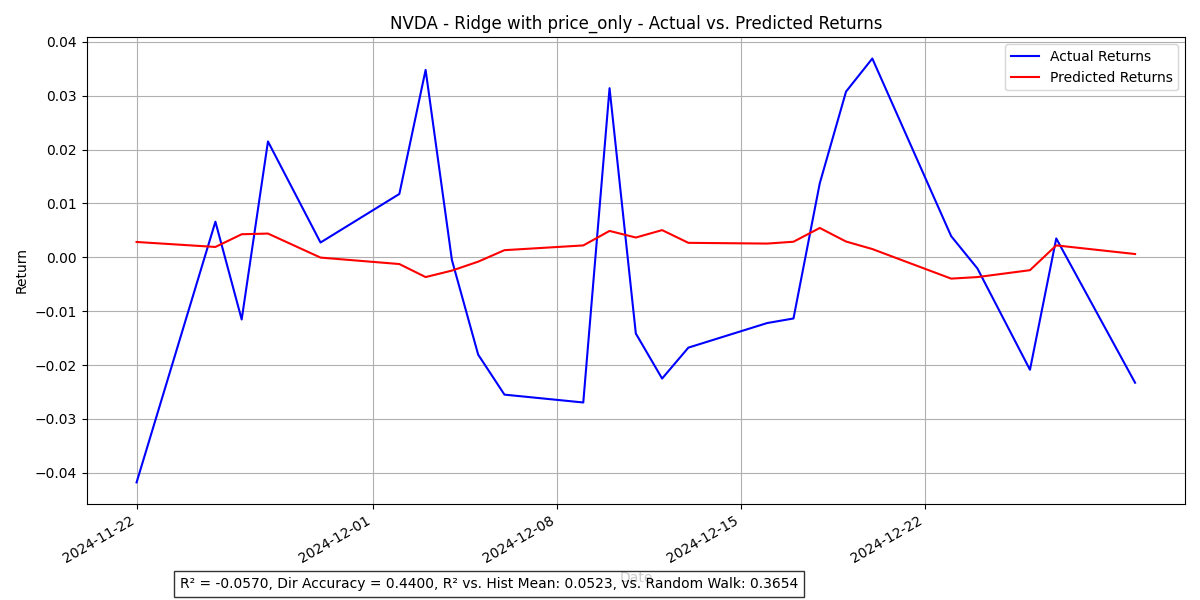 NVDA - Ridge with price_only - Actual vs. Predicted Returns
Actual Returns
Predicted Returns
Return
0.04
0.03
0.02
0.01
0.00
−0.01
−0.02
−0.03
−0.04
2024-11-22
2024-12-01
2024-12-08
2024-12-15
2024-12-22
Date
R² = -0.0570, Dir Accuracy = 0.4400, R² vs. Hist Mean: 0.0523, vs. Random Walk: 0.3654